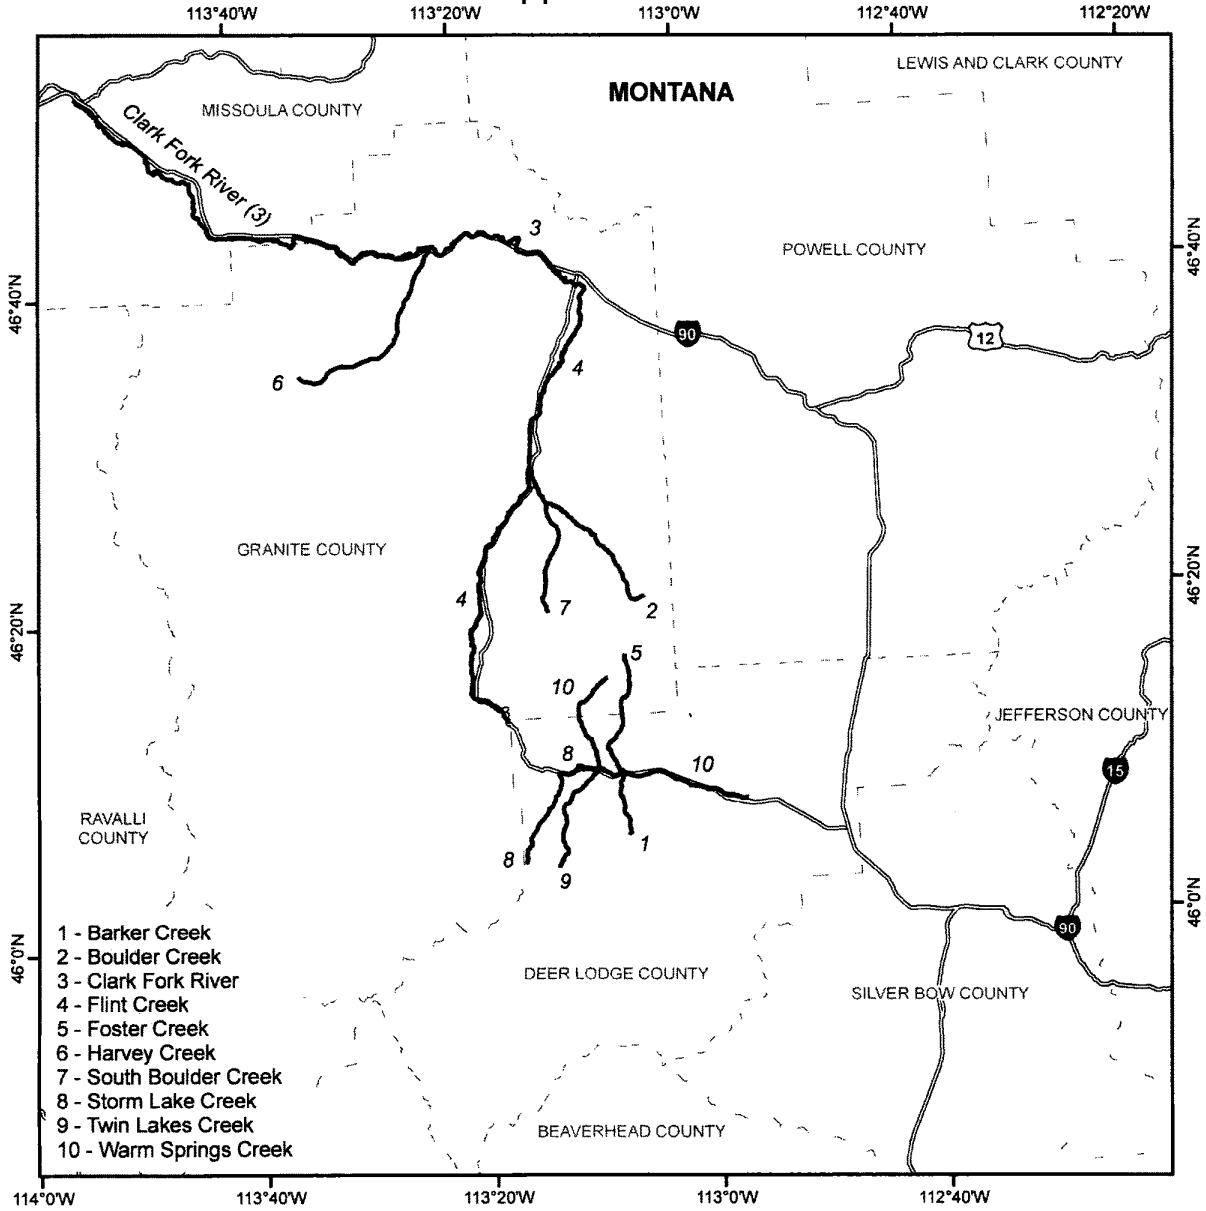 113°40'W 113°20'W 113°0'W 112°40'W 112°20'W
LEWIS AND CLARK COUNTY
MONTANA
MISSOULA COUNTY
Clark Fork River (3)
3
POWELL COUNTY
46°40'N
46°40'N
90
12
6
4
GRANITE COUNTY
46°20'N
4
7
2
46°20'N
5
10
JEFFERSON COUNTY
8
10
15
RAVALLI
COUNTY
8
9
1
46°0'N
90
1 - Barker Creek
2 - Boulder Creek
3 - Clark Fork River
4 - Flint Creek
5 - Foster Creek
6 - Harvey Creek
7 - South Boulder Creek
8 - Storm Lake Creek
9 - Twin Lakes Creek
10 - Warm Springs Creek
46°0'N
DEER LODGE COUNTY
SILVER BOW COUNTY
BEAVERHEAD COUNTY
114°0'W 113°40'W 113°20'W 113°0'W 112°40'W